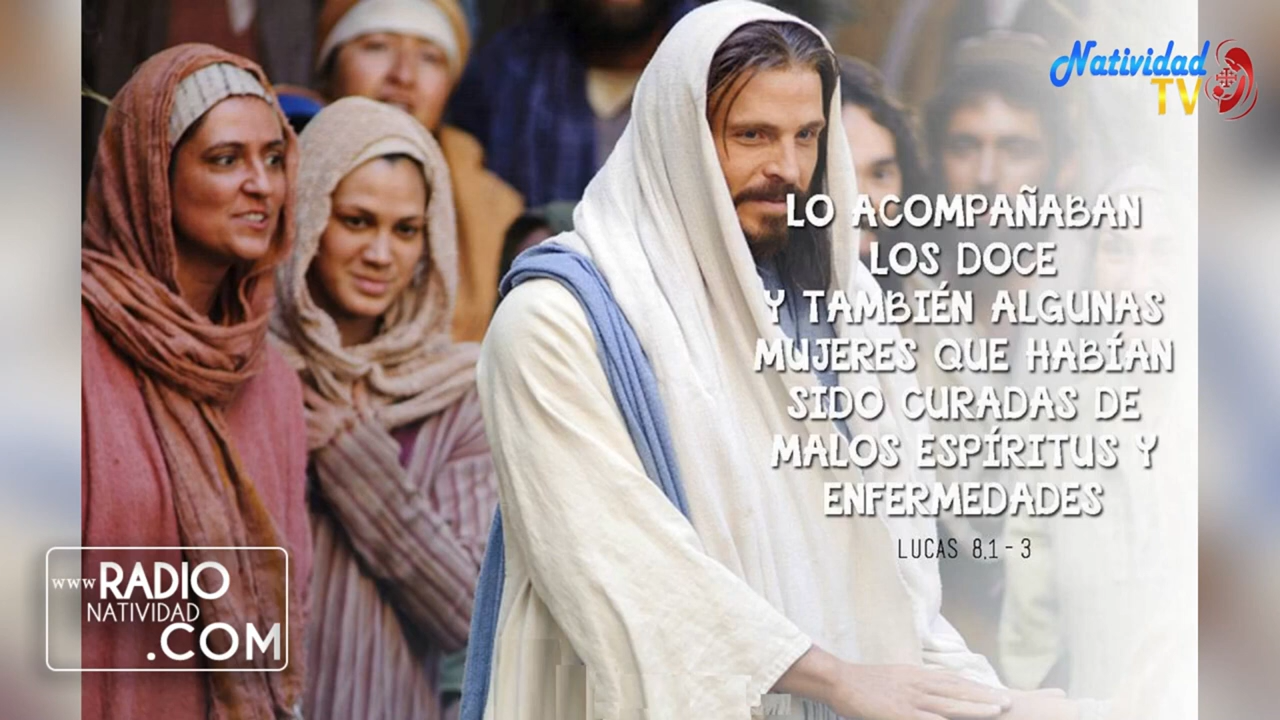 Natividad
TV
LO ACOMPAÑABAN
LOS DOCE
Y TAMBIÉN ALGUNAS
MUJERES QUE HABÍAN
SIDO CURADAS DE
MALOS ESPÍRITUS Y
ENFERMEDADES
LUCAS 8,1-3
www RADIO
NATIVIDAD
.COM